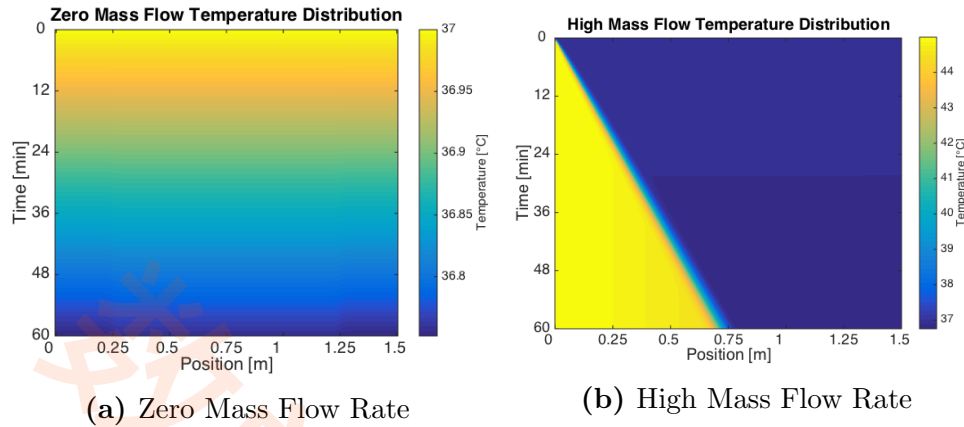 Zero Mass Flow Temperature Distribution
0
12
24
36
48
60
Time [min]
0 0.25 0.5 0.75 1 1.25 1.5
Position [m]
37
36.95
36.9
36.85
36.8
Temperature [°C]
(a) Zero Mass Flow Rate
High Mass Flow Temperature Distribution
0
12
24
36
48
60
Time [min]
0 0.25 0.5 0.75 1 1.25 1.5
Position [m]
44
43
42
41
40
39
38
37
Temperature [°C]
(b) High Mass Flow Rate